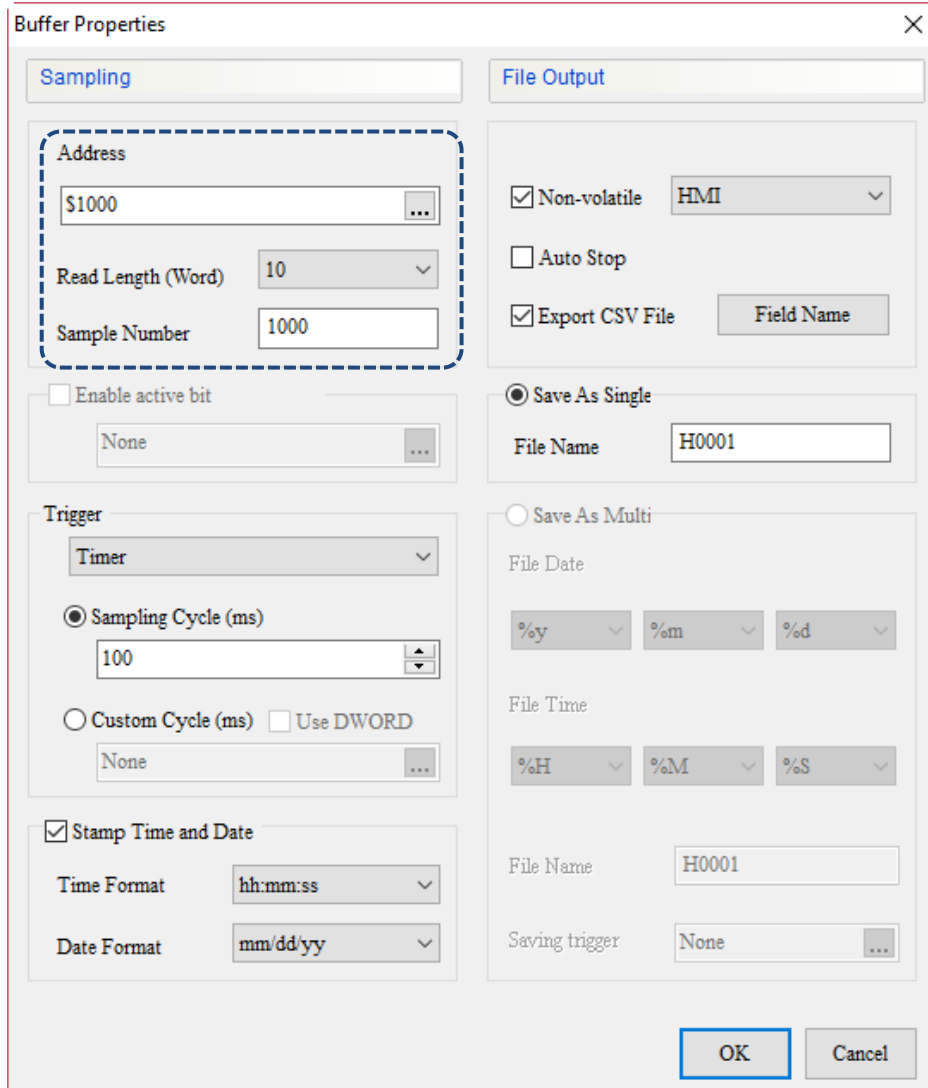 Buffer Properties
Sampling
Address
$1000
...
Read Length (Word) 10
Sample Number 1000
Enable active bit
None ...
Trigger
Timer
Sampling Cycle (ms)
100
Custom Cycle (ms) Use DWORD
None ...
Stamp Time and Date
Time Format hh:mm:ss
Date Format mm/dd/yy
File Output
Non-volatile HMI
Auto Stop
Export CSV File Field Name
Save As Single
File Name H0001
Save As Multi
File Date
%y %m %d
File Time
%H %M %S
File Name H0001
Saving trigger None ...
OK Cancel